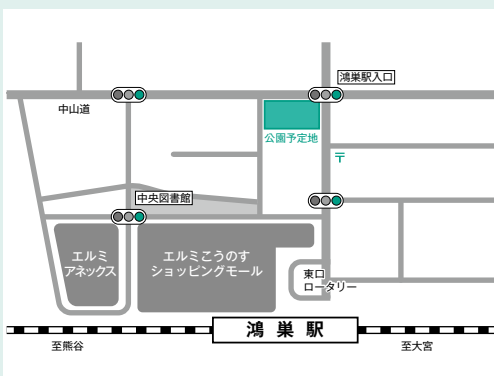 鴻巣駅入口
中山道
公園予定地
〒
中央図書館
エルミ
アネックス
エルミこうのす
ショッピングモール
東口
ロータリー
鴻巣駅
至熊谷
至大宮